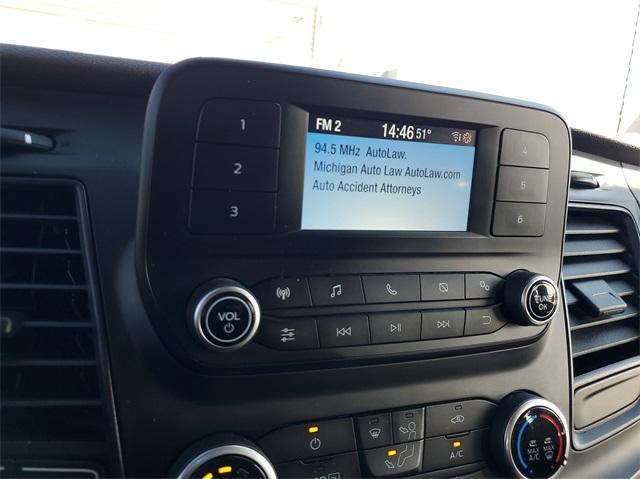 FM 2 14:46 51°
94.5 MHz AutoLaw.
Michigan Auto Law AutoLaw.com
Auto Accident Attorneys
1
2
3
4
5
6
VOL
TUNE
OK
A/C
MAX
A/C
MAX